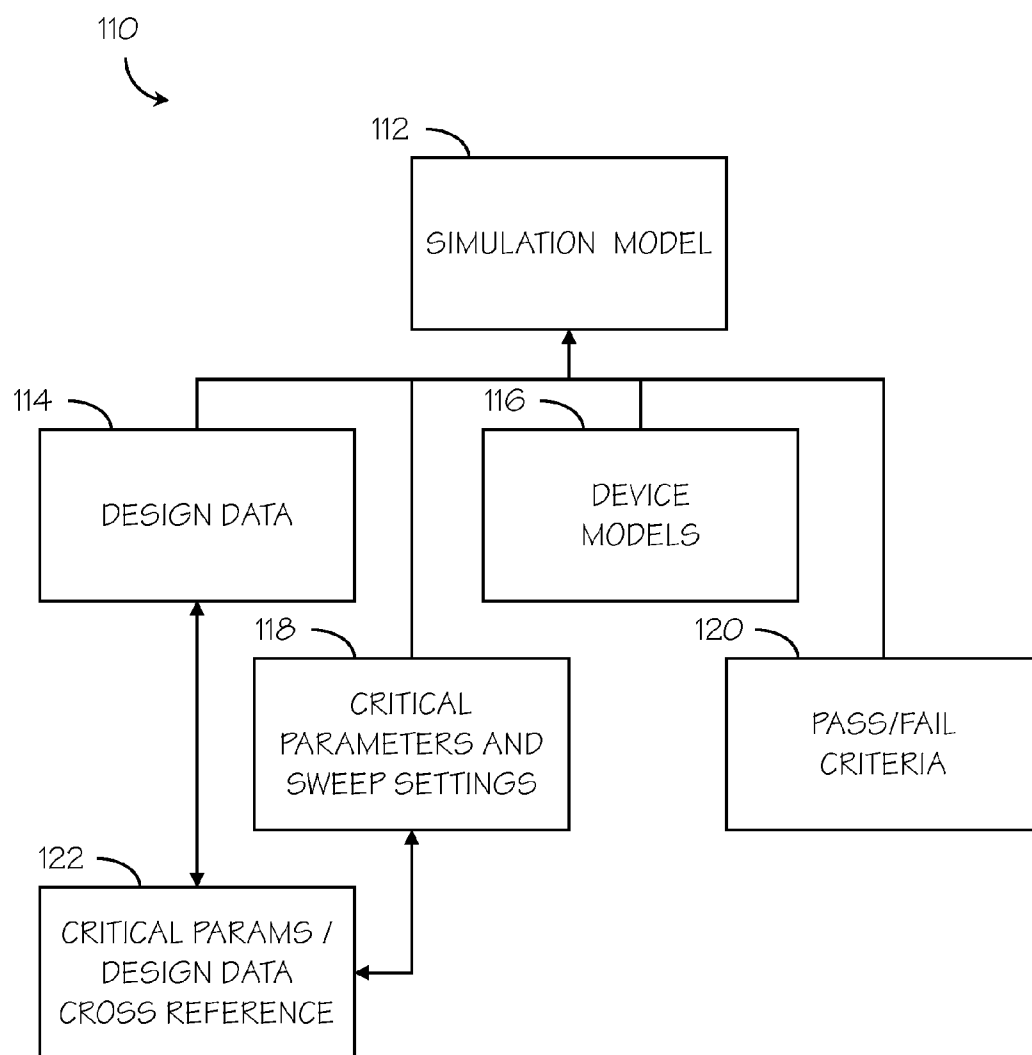 110
112
SIMULATION MODEL
114
DESIGN DATA
116
DEVICE
MODELS
118
CRITICAL
PARAMETERS AND
SWEEP SETTINGS
120
PASS/FAIL
CRITERIA
122
CRITICAL PARAMS /
DESIGN DATA
CROSS REFERENCE